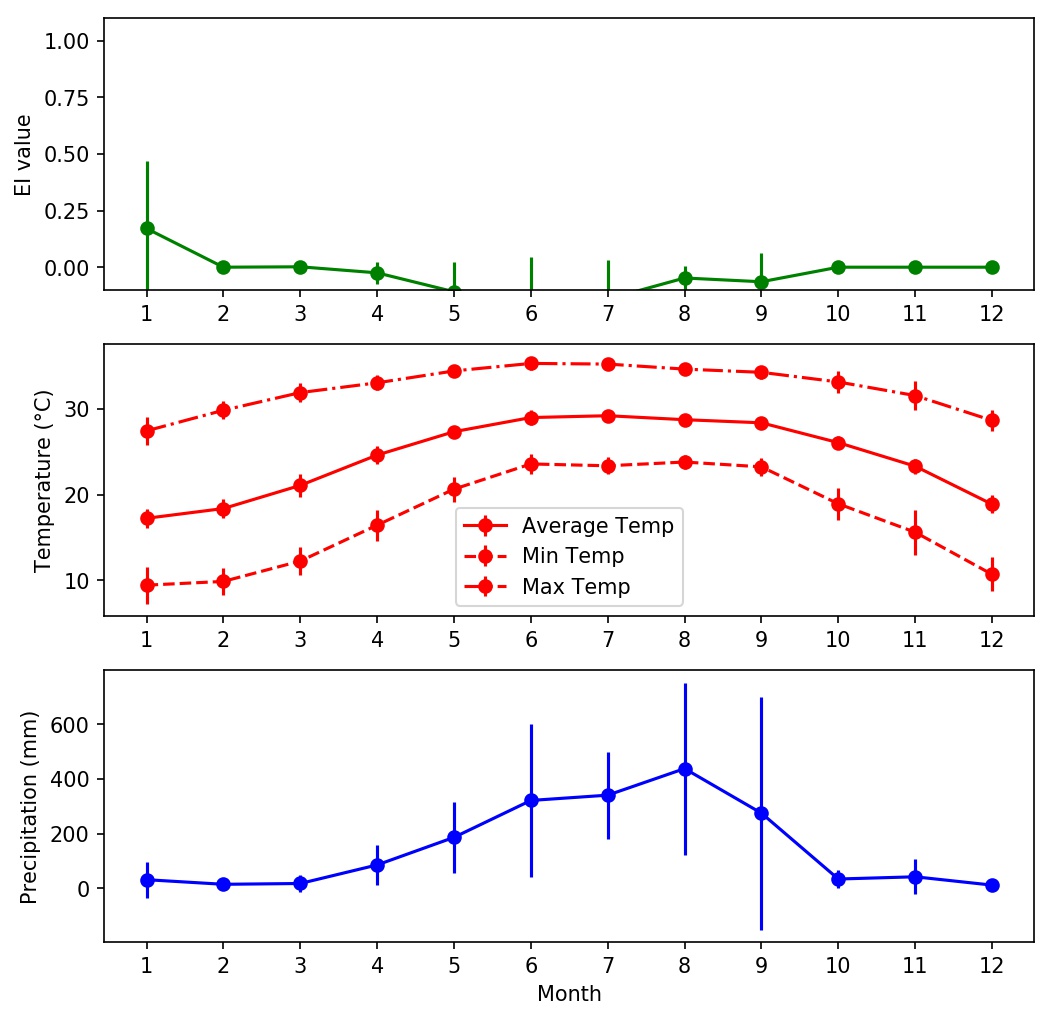 EI value
1.00
0.75
0.50
0.25
0.00
1 2 3 4 5 6 7 8 9 10 11 12
Temperature (°C)
30
20
10
Average Temp
Min Temp
Max Temp
1 2 3 4 5 6 7 8 9 10 11 12
Precipitation (mm)
600
400
200
0
1 2 3 4 5 6 7 8 9 10 11 12
Month